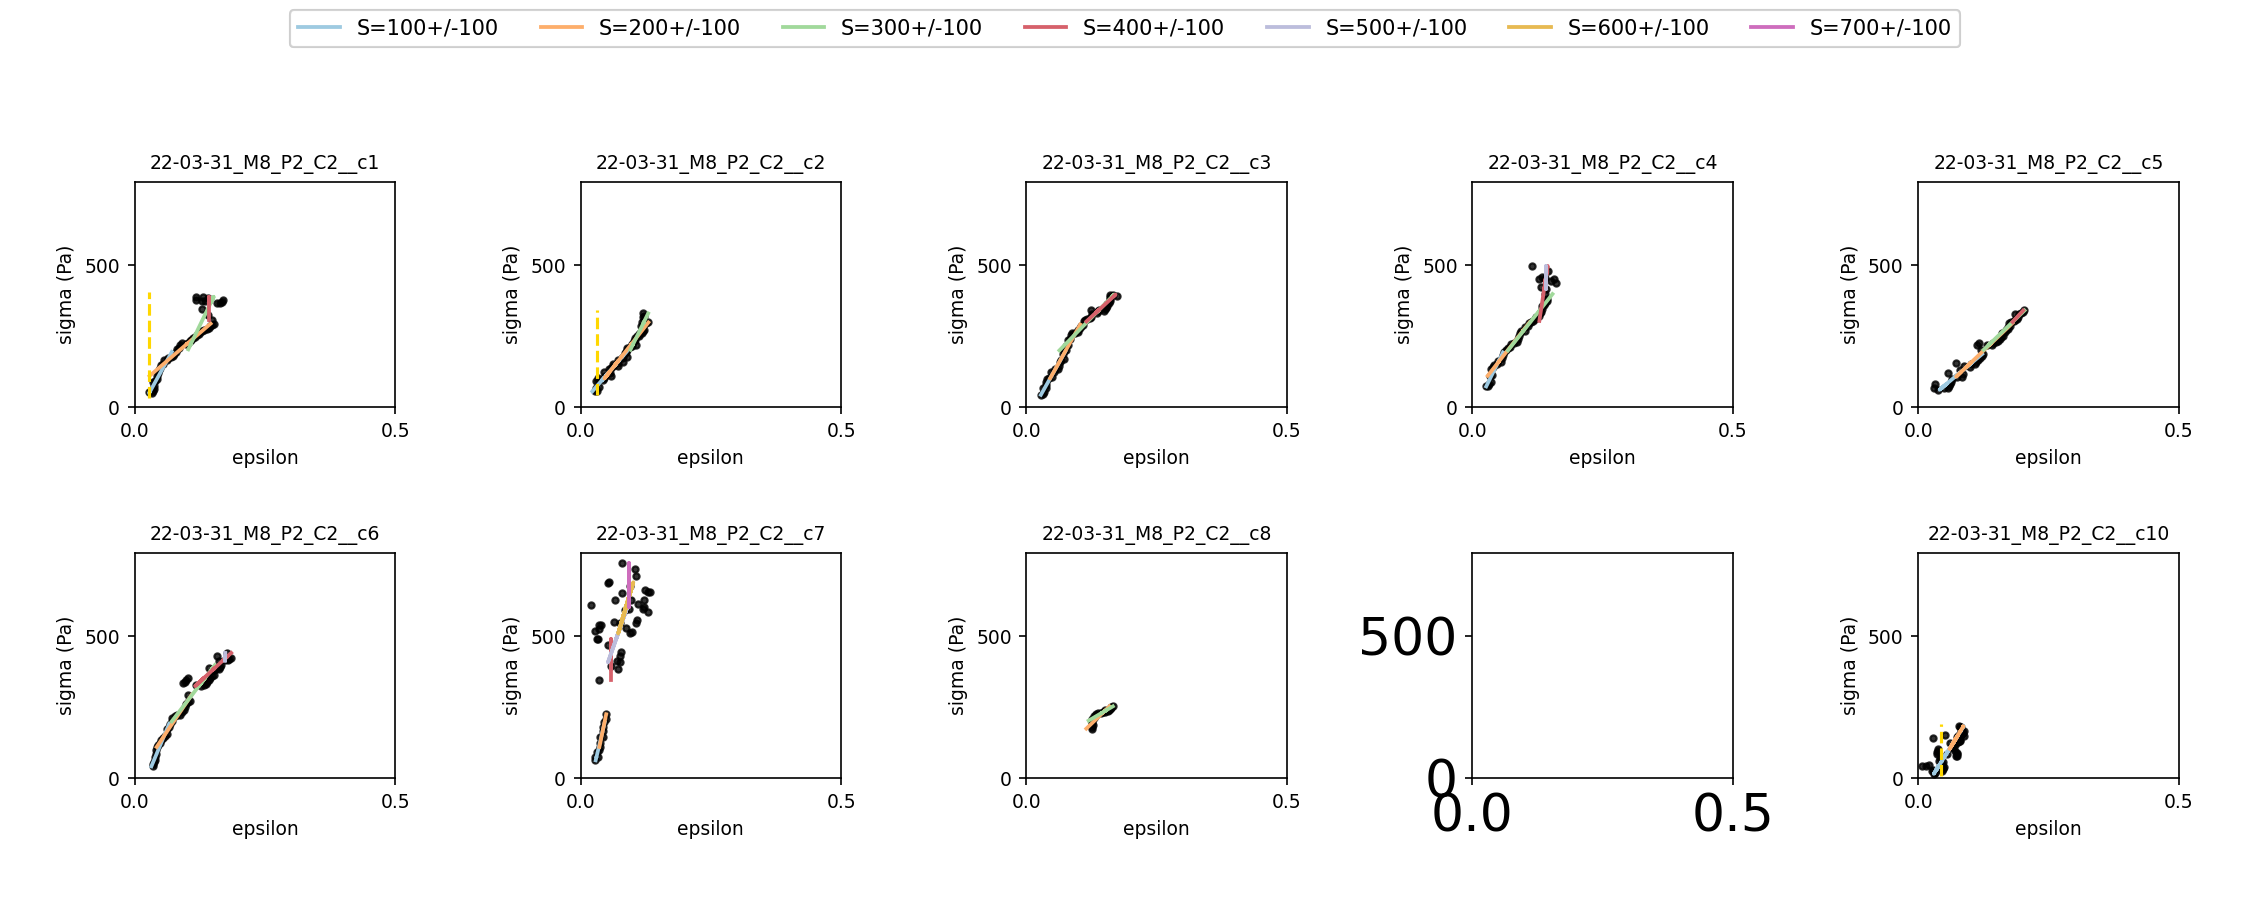 S=100+/-100 S=200+/-100 S=300+/-100 S=400+/-100 S=500+/-100 S=600+/-100 S=700+/-100
22-03-31_M8_P2_C2__c1
sigma (Pa)
500
0
0.0 0.5
epsilon
22-03-31_M8_P2_C2__c2
sigma (Pa)
500
0
0.0 0.5
epsilon
22-03-31_M8_P2_C2__c3
sigma (Pa)
500
0
0.0 0.5
epsilon
22-03-31_M8_P2_C2__c4
sigma (Pa)
500
0
0.0 0.5
epsilon
22-03-31_M8_P2_C2__c5
sigma (Pa)
500
0
0.0 0.5
epsilon
22-03-31_M8_P2_C2__c6
sigma (Pa)
500
0
0.0 0.5
epsilon
22-03-31_M8_P2_C2__c7
sigma (Pa)
500
0
0.0 0.5
epsilon
22-03-31_M8_P2_C2__c8
sigma (Pa)
500
0
0.0 0.5
epsilon
500
0
0.0 0.5
22-03-31_M8_P2_C2__c10
sigma (Pa)
500
0
0.0 0.5
epsilon